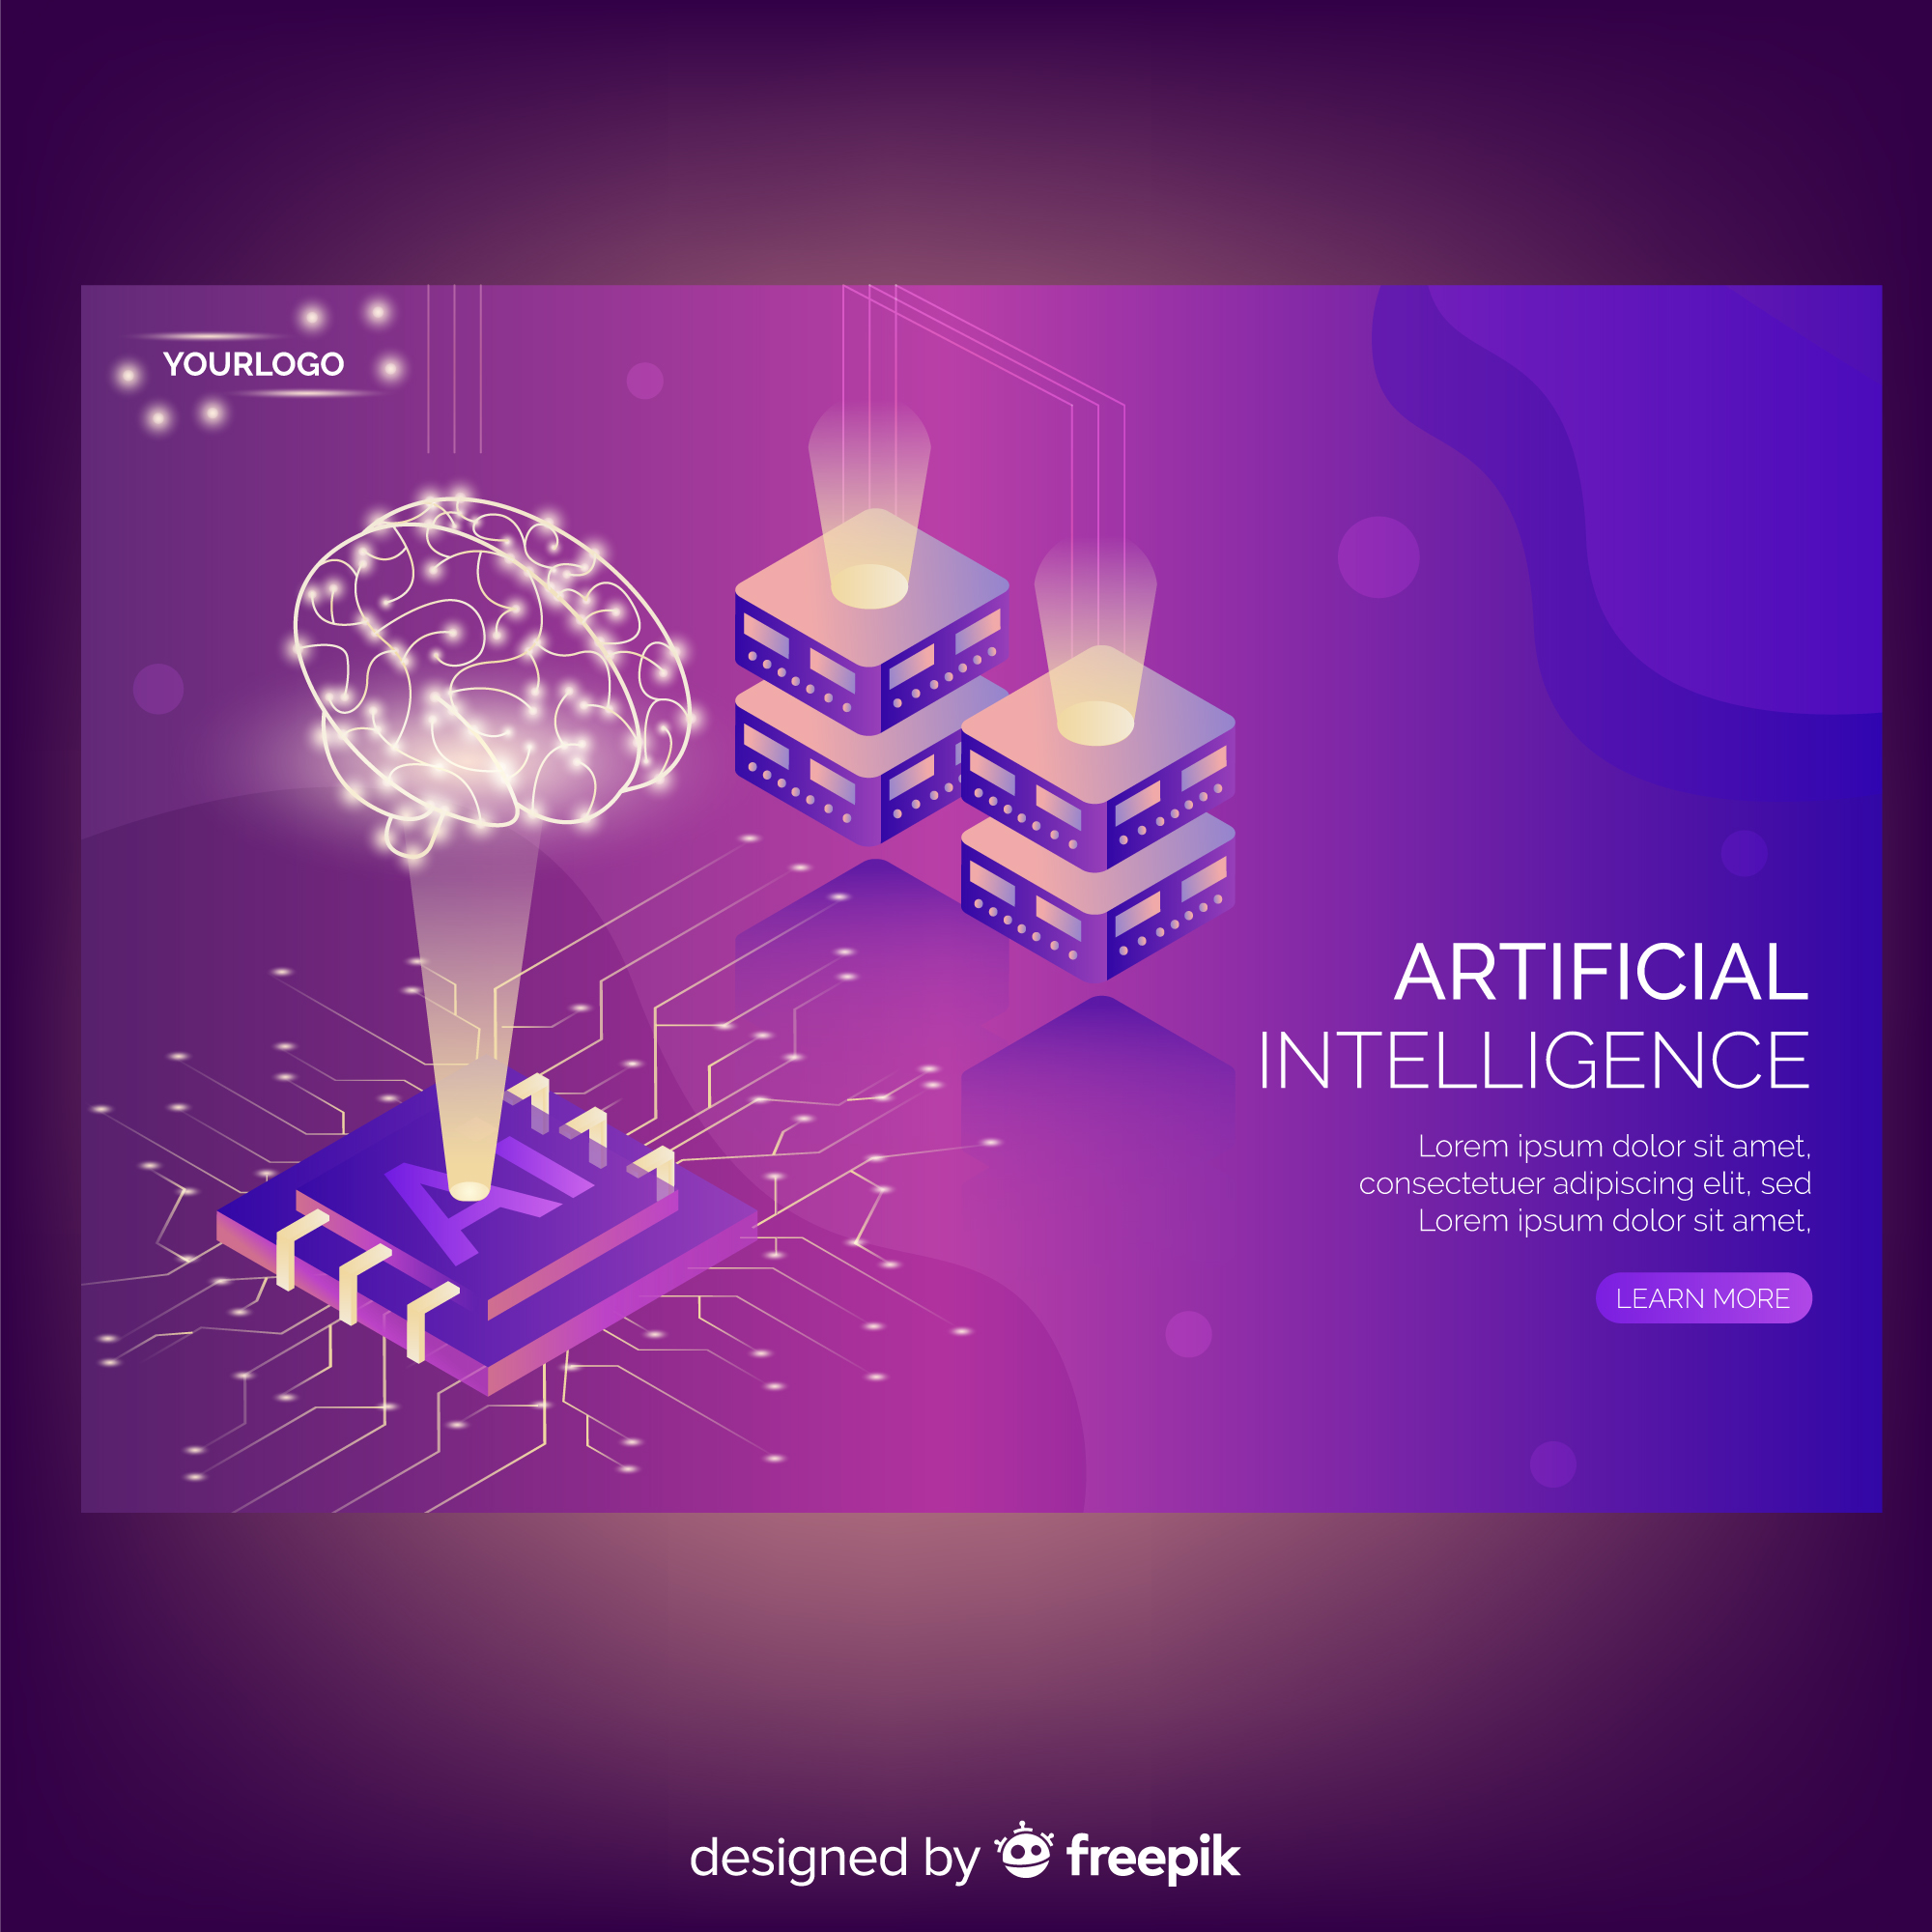 YOURLOGO
AI
ARTIFICIAL
INTELLIGENCE
Lorem ipsum dolor sit amet,
consectetuer adipiscing elit, sed
Lorem ipsum dolor sit amet,
LEARN MORE
designed by freepik